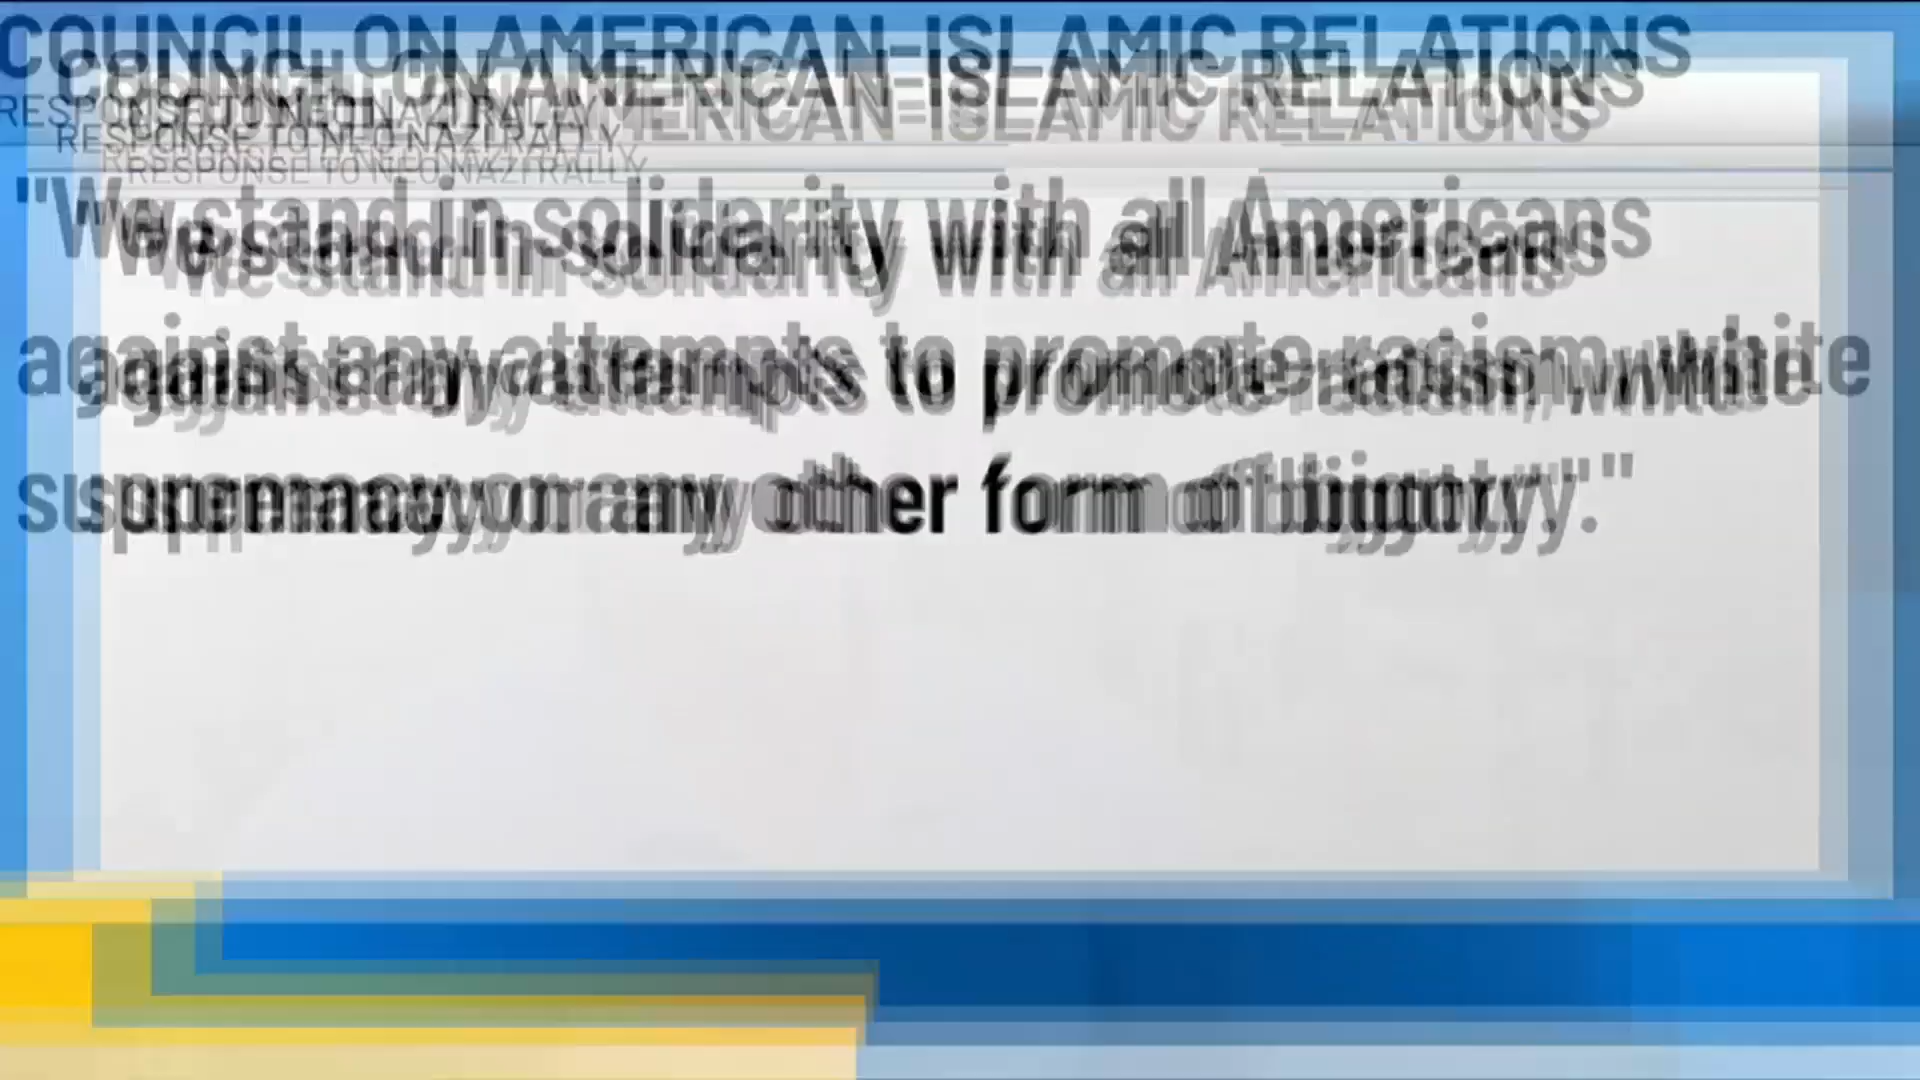 COUNCIL ON AMERICAN-ISLAMIC RELATIONS
RESPONSE TO NEO NAZI RALLY
"We stand in solidarity with all Americans
against any attempts to promote racism, white
supremacy or any other form of bigotry."